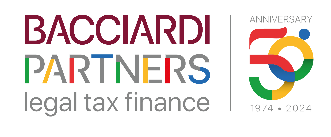 BACCIARDI
PARTNERS
legal tax finance
ANNIVERSARY
50
1974 • 2024